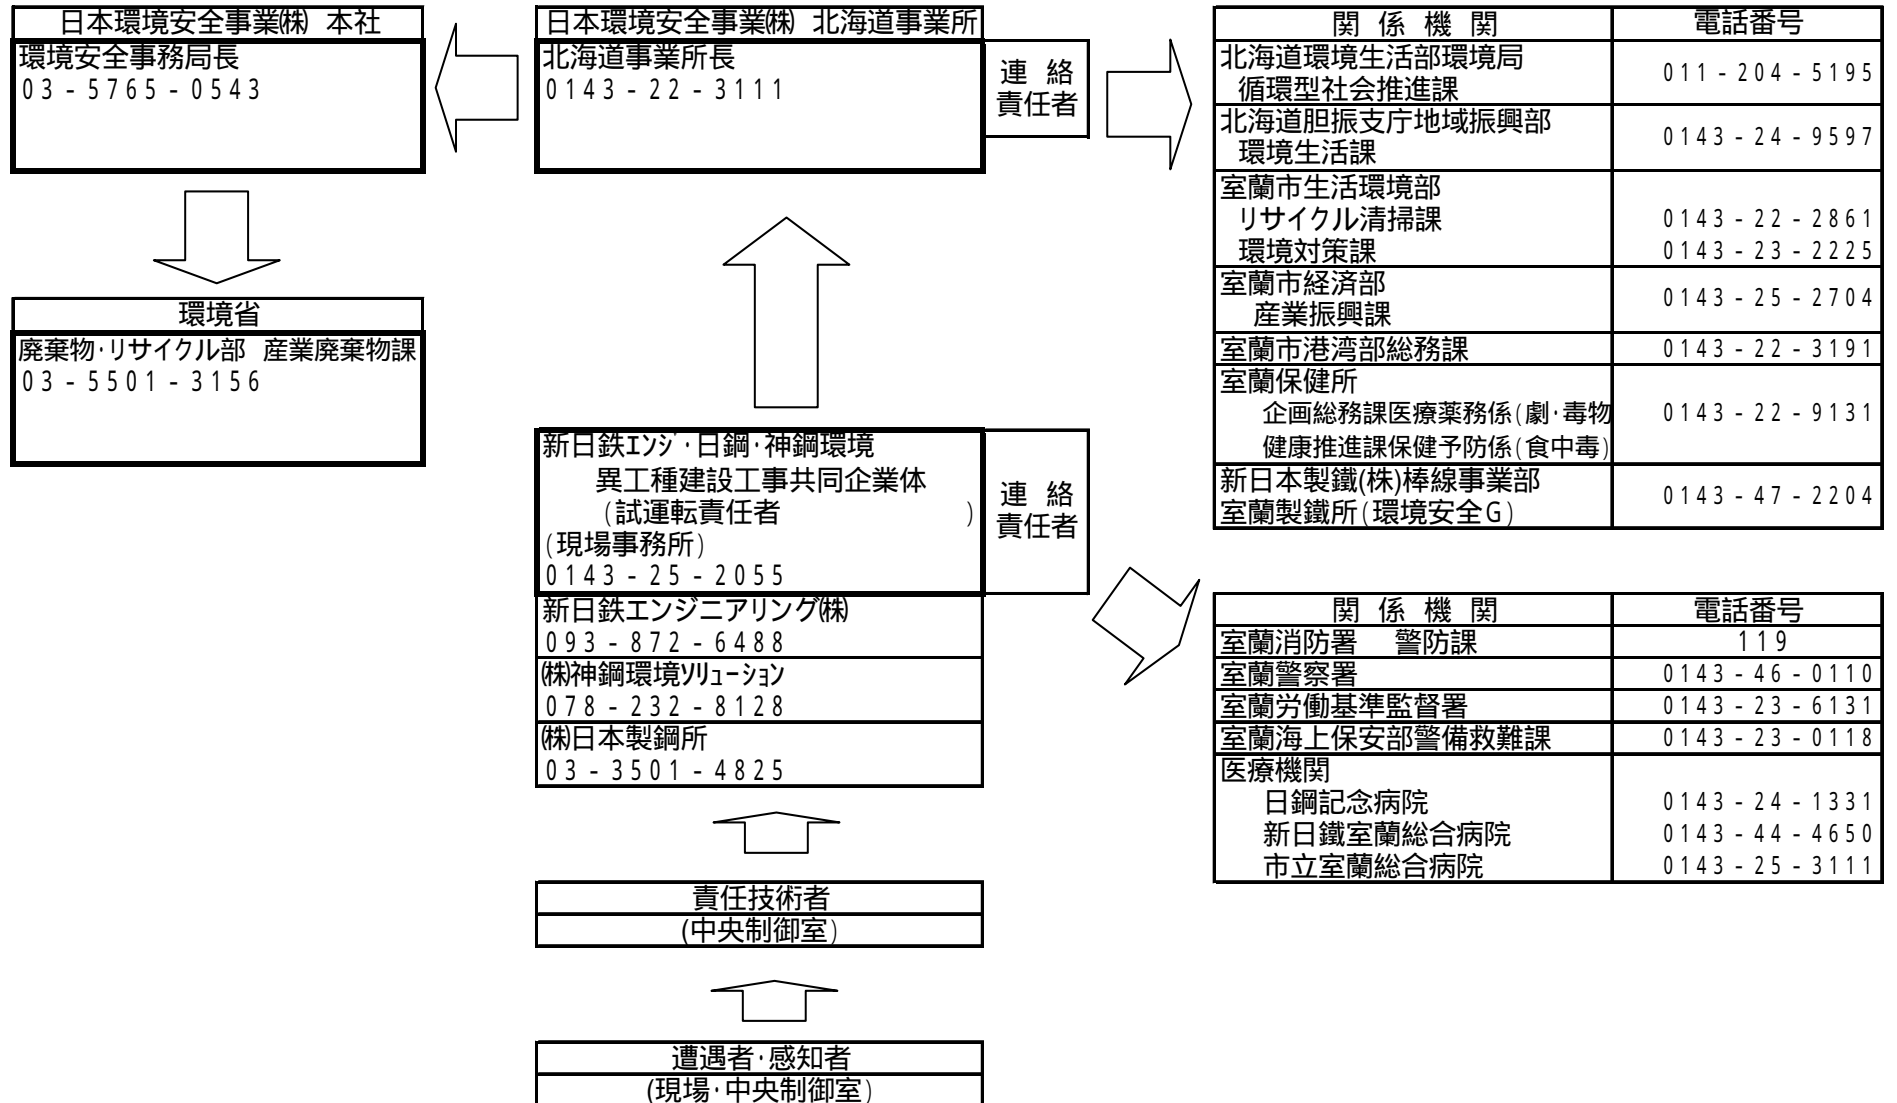 日本環境安全事業㈱ 本社
環境安全事務局長
03-5765-0543
環境省
廃棄物・リサイクル部 産業廃棄物課
03-5501-3156
日本環境安全事業㈱ 北海道事業所
北海道事業所長
0143-22-3111
連 絡
責任者
新日鉄ｴﾝｼﾞ・日鋼・神鋼環境
異工種建設工事共同企業体
(試運転責任者 )
(現場事務所)
0143-25-2055
連 絡
責任者
新日鉄エンジニアリング㈱
093-872-6488
㈱神鋼環境ｿﾘｭｰｼｮﾝ
078-232-8128
㈱日本製鋼所
03-3501-4825
責任技術者
(中央制御室)
遭遇者・感知者
(現場・中央制御室)
関 係 機 関 電話番号
北海道環境生活部環境局
循環型社会推進課 011-204-5195
北海道胆振支庁地域振興部
環境生活課 0143-24-9597
室蘭市生活環境部
リサイクル清掃課 0143-22-2861
環境対策課 0143-23-2225
室蘭市経済部
産業振興課 0143-25-2704
室蘭市港湾部総務課 0143-22-3191
室蘭保健所
企画総務課医療薬務係(劇・毒物 0143-22-9131
健康推進課保健予防係(食中毒)
新日本製鐵(株)棒線事業部
室蘭製鐵所(環境安全G) 0143-47-2204
関 係 機 関 電話番号
室蘭消防署 警防課 119
室蘭警察署 0143-46-0110
室蘭労働基準監督署 0143-23-6131
室蘭海上保安部警備救難課 0143-23-0118
医療機関
日鋼記念病院 0143-24-1331
新日鐵室蘭総合病院 0143-44-4650
市立室蘭総合病院 0143-25-3111